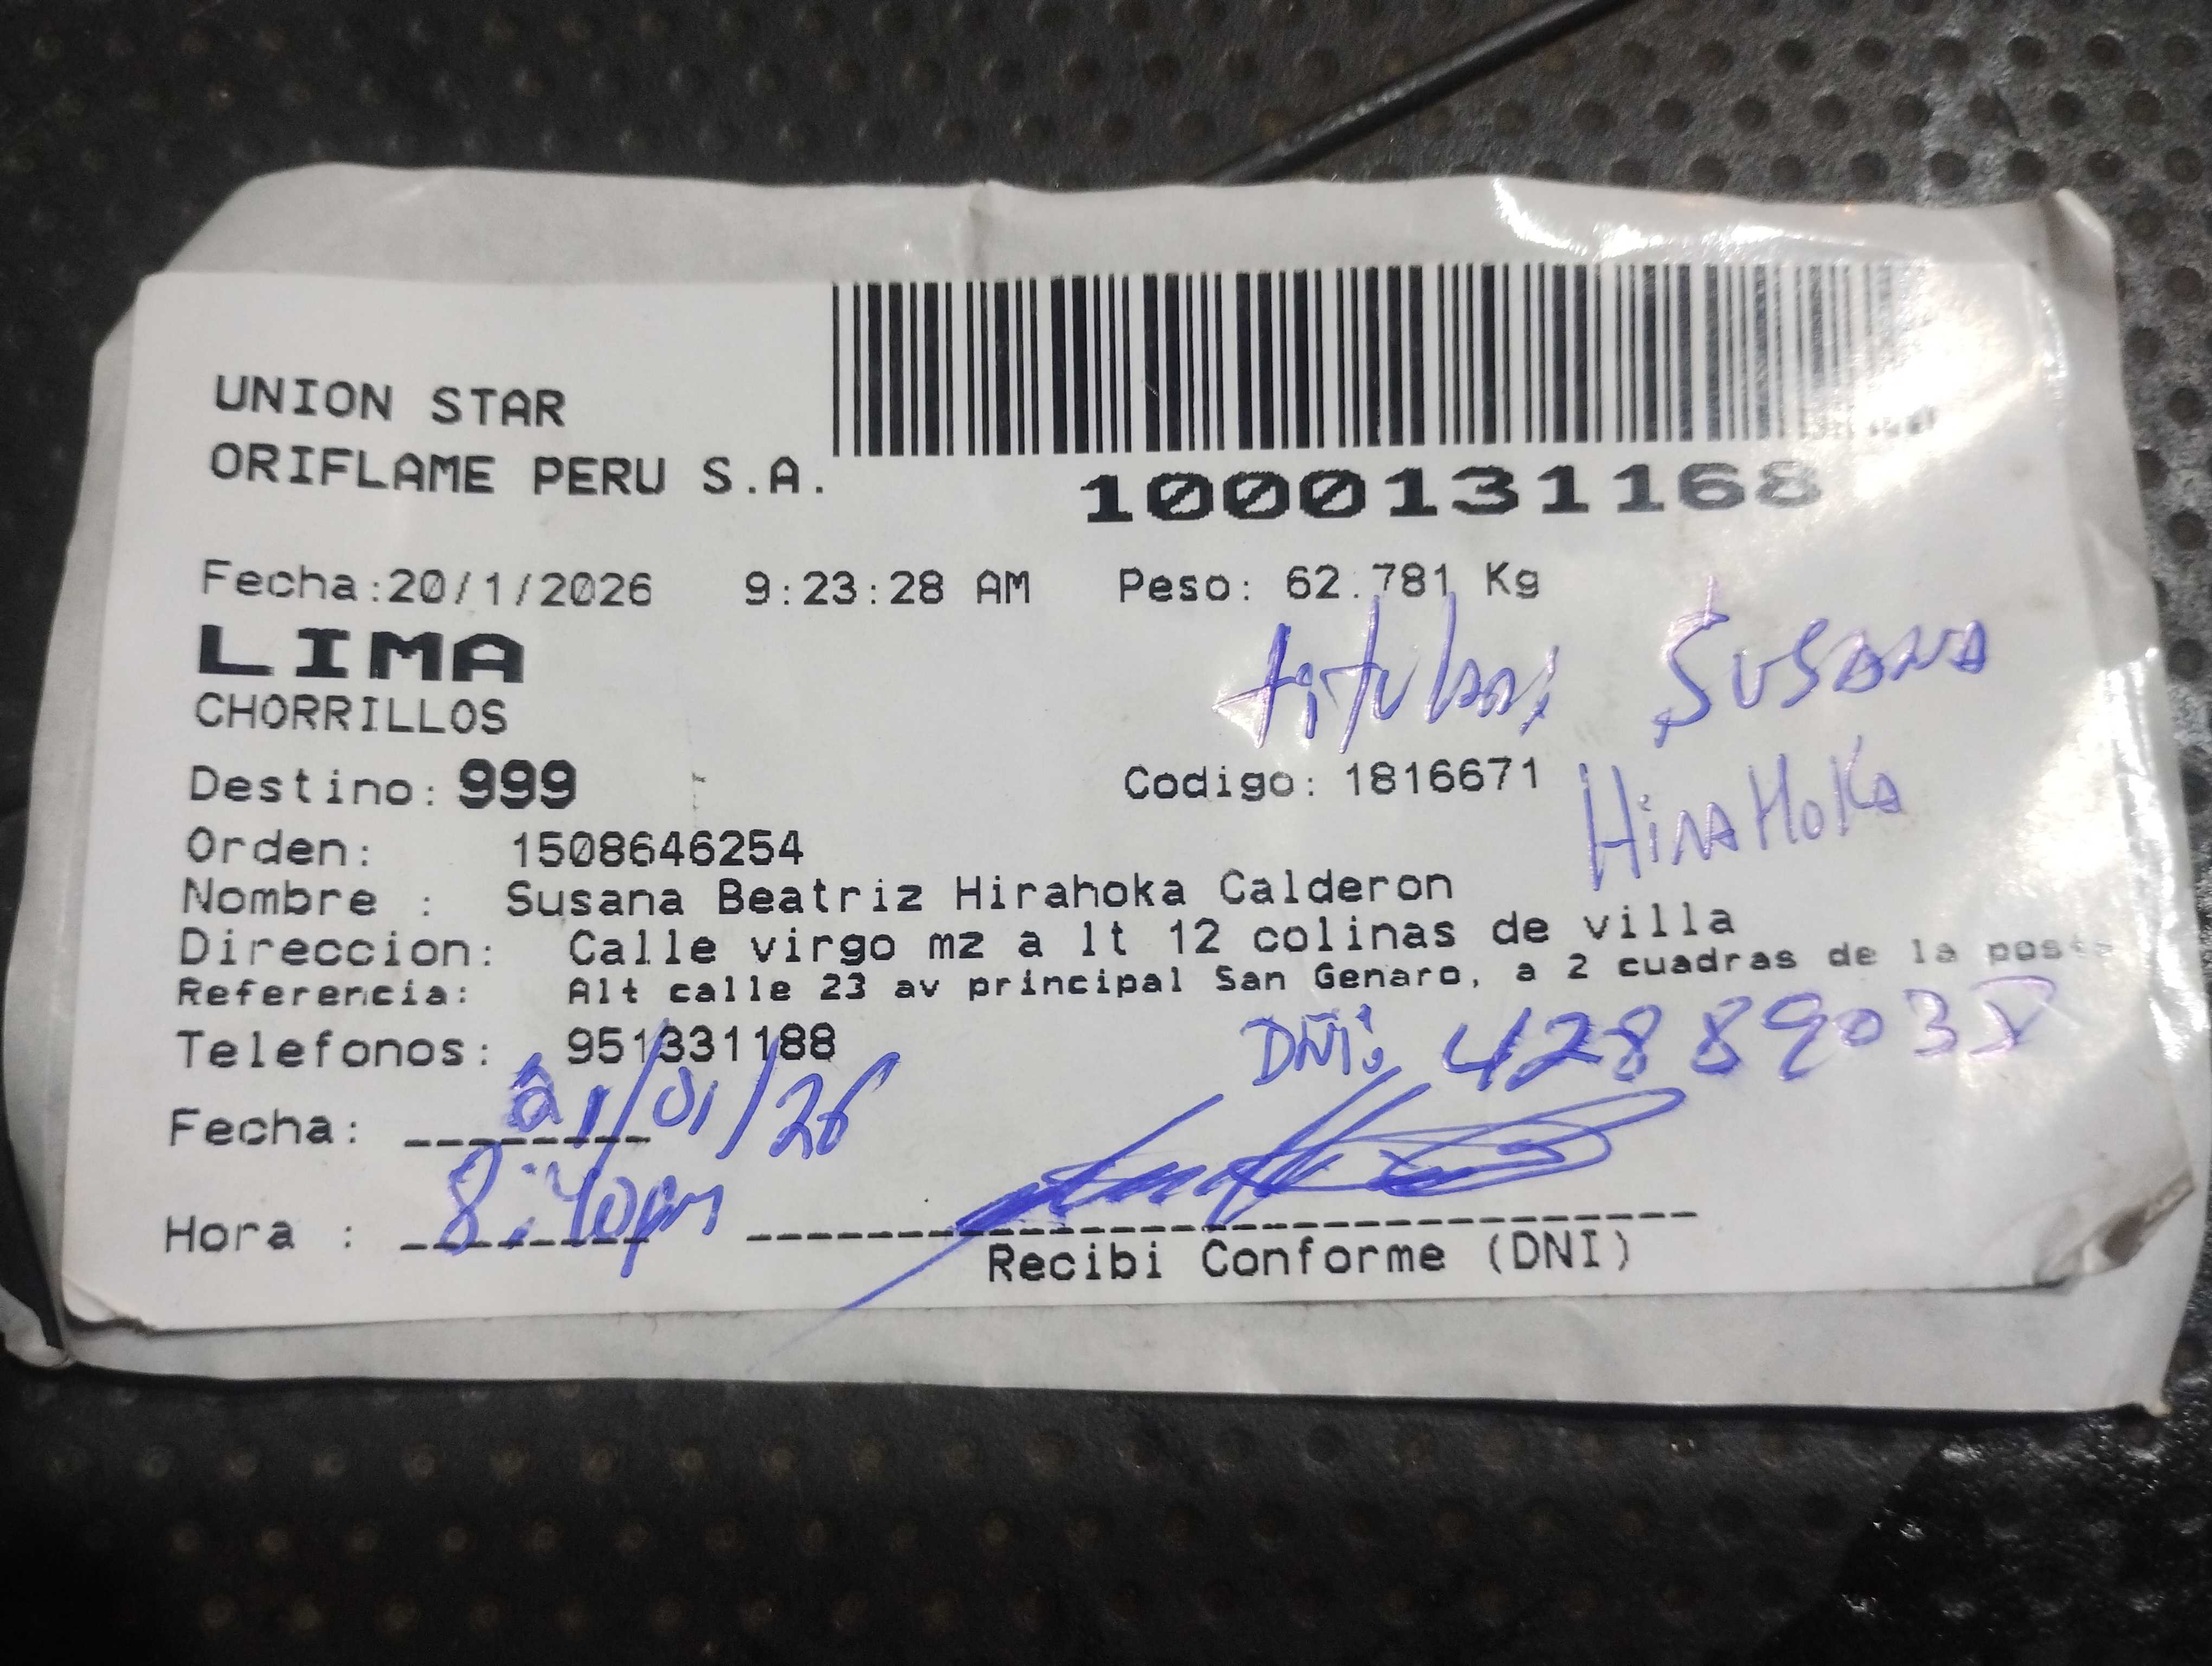 UNION STAR
ORIFLAME PERU S.A.
1000131168
Fecha:20/1/2026 9:23:28 AM Peso: 62.781 Kg
LIMA
titular; SUSANA
CHORRILLOS
Destino: 999 Codigo: 1816671
HiraHoka
Orden: 1508646254
Nombre : Susana Beatriz Hirahoka Calderon
Direccion: Calle virgo mz a lt 12 colinas de villa
Referencia: Alt calle 23 av principal San Genaro, a 2 cuadras de la posta
Telefonos: 951331188
DNI:
Fecha: 21/01/26
Hora : 8:40pm
Recibi Conforme (DNI)